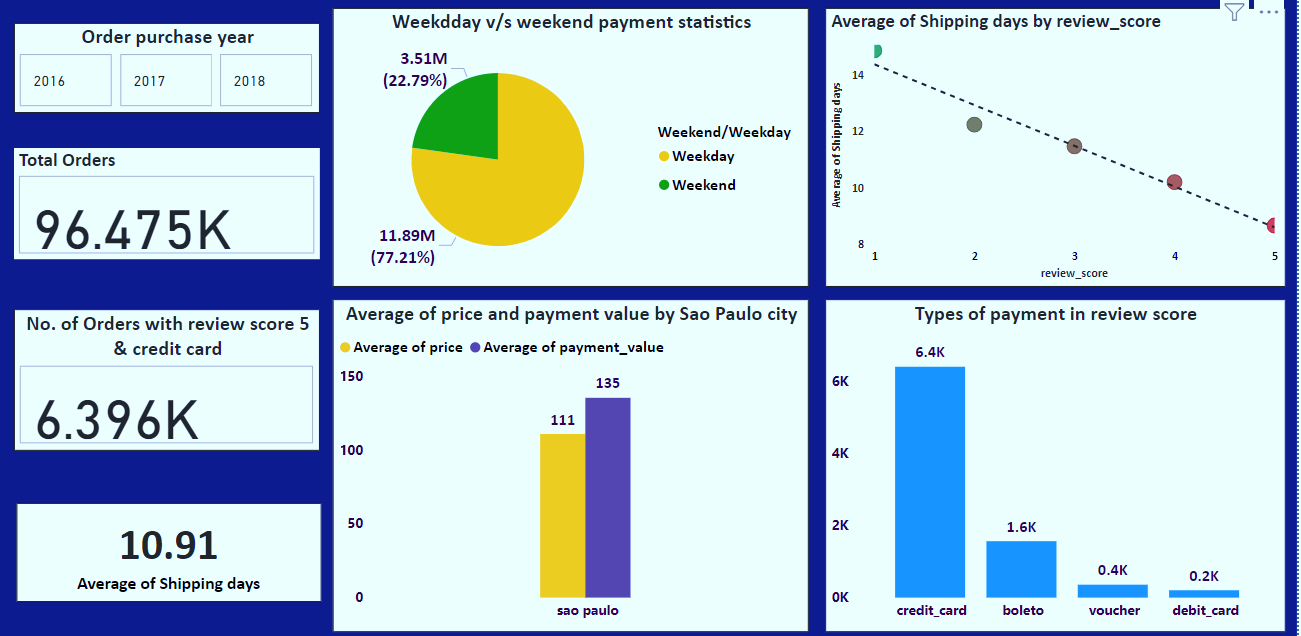 Order purchase year
2016
2017
2018
Total Orders
96.475K
No. of Orders with review score 5
& credit card
6.396K
10.91
Average of Shipping days
Weekdday v/s weekend payment statistics
3.51M
(22.79%)
11.89M
(77.21%)
Weekend/Weekday
Weekday
Weekend
Average of Shipping days by review_score
Average of Shipping days
14
12
10
8
1 2 3 4 5
review_score
Average of price and payment value by Sao Paulo city
Average of price Average of payment_value
150
100
50
0
111
135
sao paulo
Types of payment in review score
6K
4K
2K
0K
6.4K
1.6K
0.4K
0.2K
credit_card boleto voucher debit_card